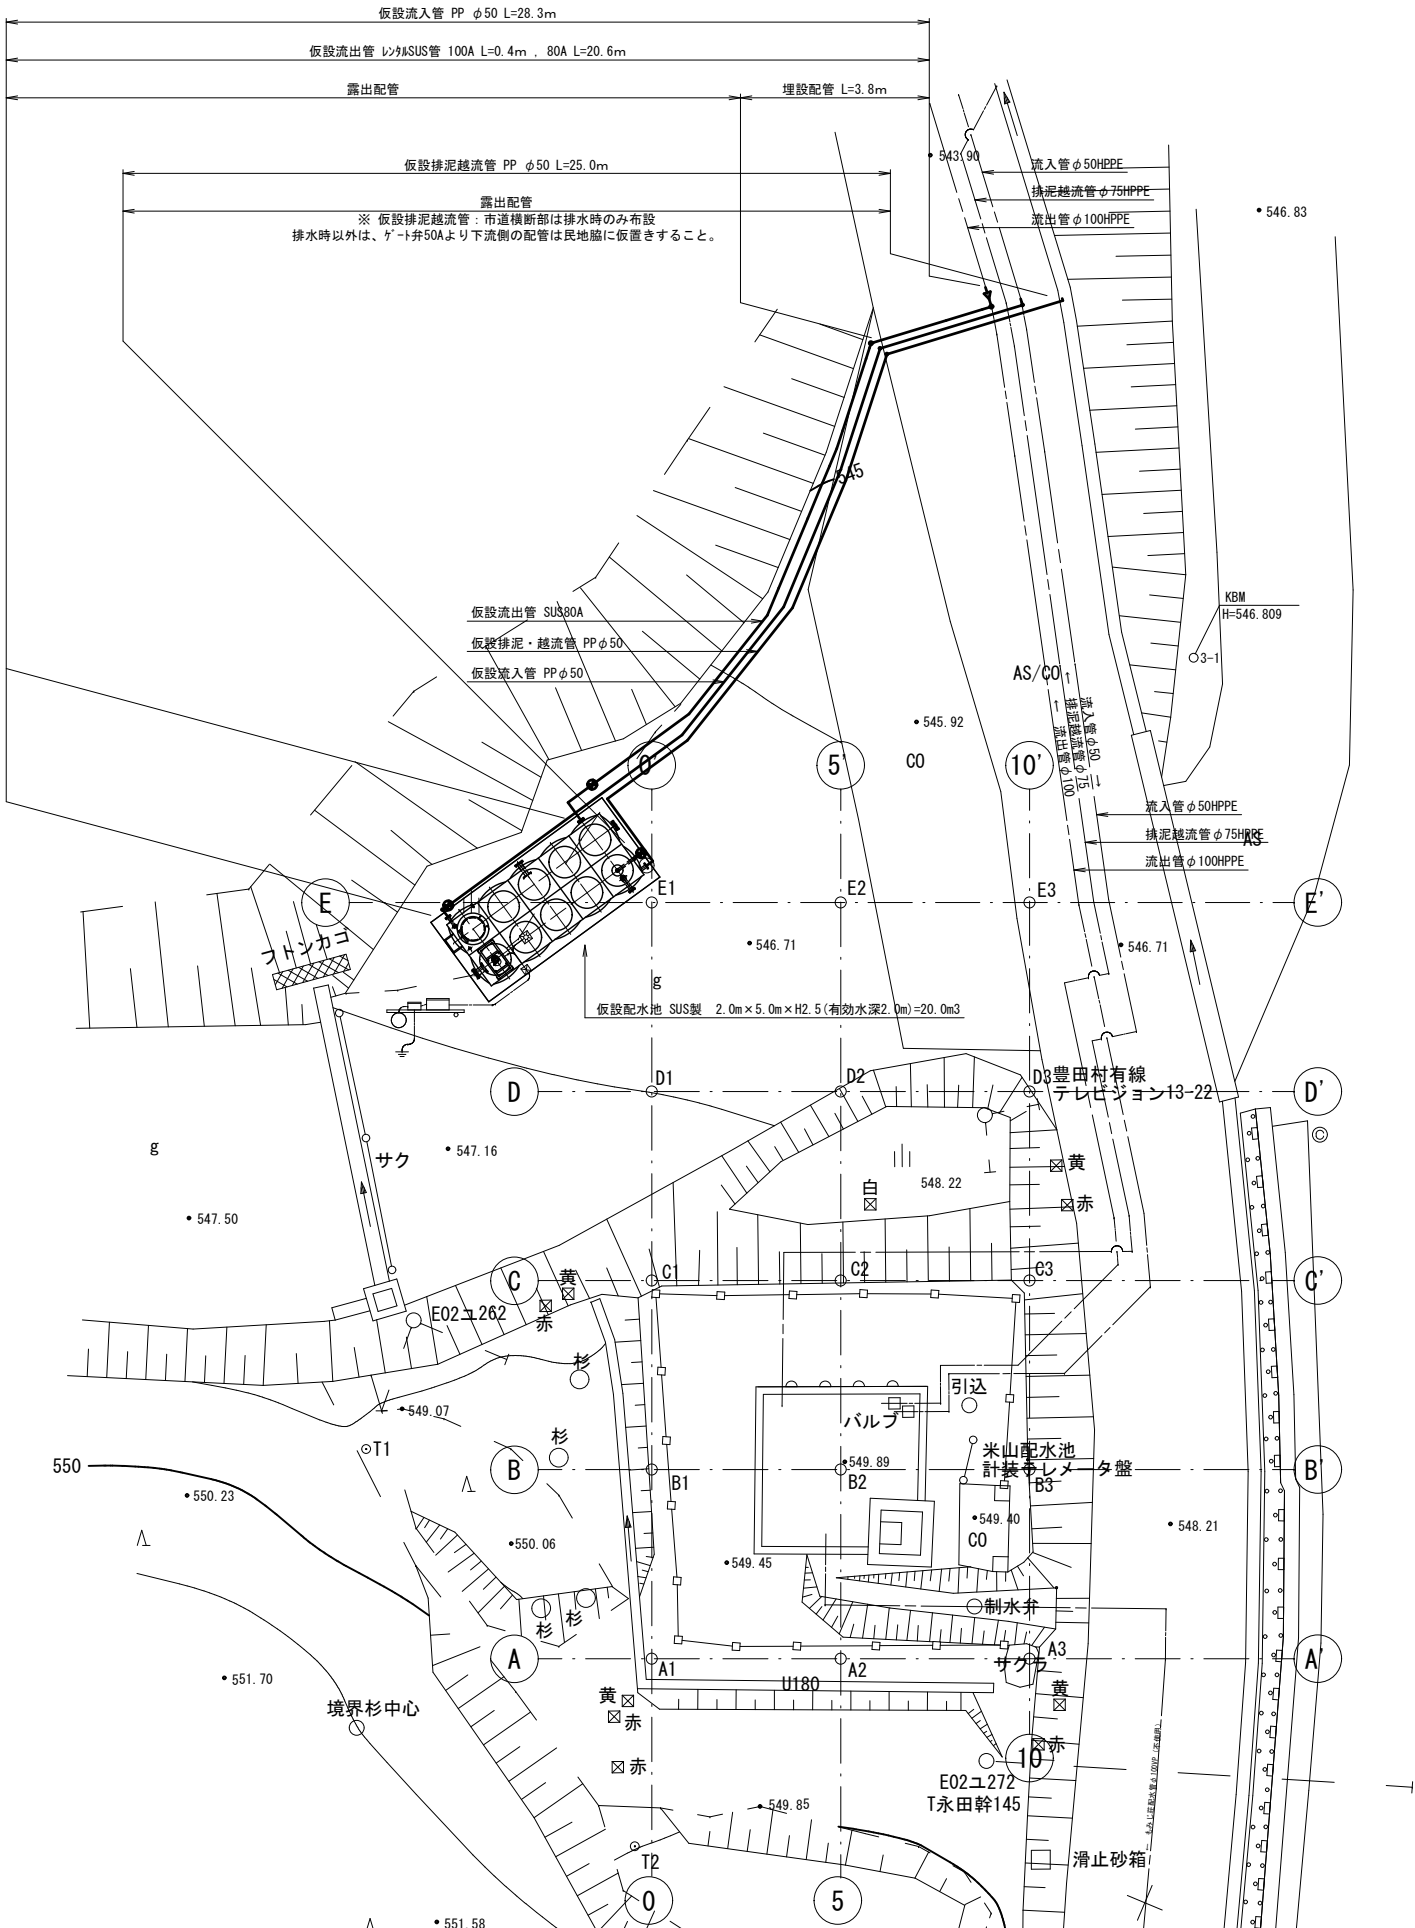 仮設流入管 PP φ50 L=28.3m
仮設流出管 ﾚﾝﾀﾙSUS管 100A L=0.4m , 80A L=20.6m
露出配管
埋設配管 L=3.8m
仮設排泥越流管 PP φ50 L=25.0m
露出配管
※ 仮設排泥越流管：市道横断部は排水時のみ布設
排水時以外は、ｹﾞｰﾄ弁50Aより下流側の配管は民地脇に仮置きすること。
543.90
流入管φ50HPPE
排泥越流管φ75HPPE
流出管φ100HPPE
546.83
545
仮設流出管 SUS80A
仮設排泥・越流管 PPφ50
仮設流入管 PPφ50
KBM
H=546.809
3-1
AS/CO
流入管φ50 →
← 排泥越流管φ75
← 流出管φ100
545.92
CO
0'
5'
10'
流入管φ50HPPE
排泥越流管φ75HPPE
AS
流出管φ100HPPE
E
E1
E2
E3
E'
フトンカゴ
546.71
546.71
g
仮設配水池 SUS製 2.0m×5.0m×H2.5(有効水深2.0m)=20.0m3
D
D1
D2
D3
D'
豊田村有線
テレビジョン13-22
g
サク
547.16
547.50
黄
赤
白
548.22
C
C1
C2
C3
C'
黄
赤
E02ユ262
杉
549.07
引込
バルブ
杉
T1
米山配水池
計装テレメータ盤
550
B
B1
B2
B3
B'
549.89
550.23
550.06
549.40
CO
548.21
549.45
杉
杉
制水弁
A
A1
A2
A3
A'
サクラ
U180
551.70
境界杉中心
黄
赤
黄
赤
赤
10
E02ユ272
T永田幹145
549.85
T2
滑止砂箱
0
5
551.58